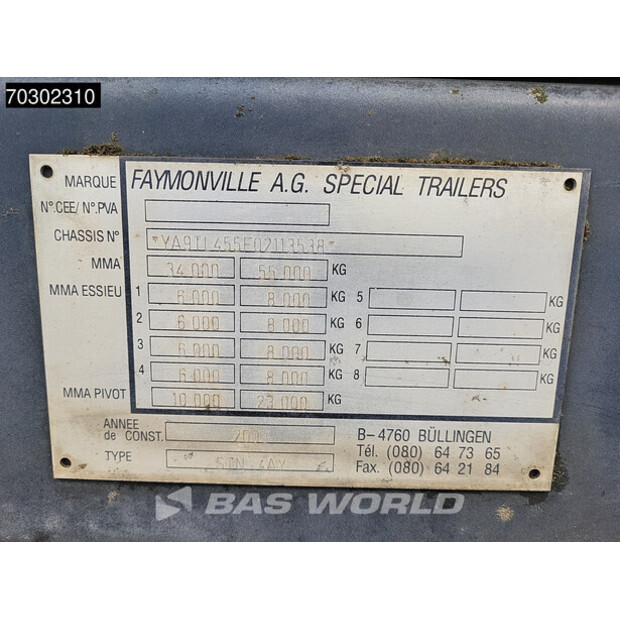 70302310
MARQUE FAYMONVILLE A.G. SPECIAL TRAILERS
N°.CEE/ N°.PVA
CHASSIS N°
MMA 34.000 55.000 KG
MMA ESSIEU 1 6.000 8.000 KG 5 KG
2 6.000 8.000 KG 6 KG
3 6.000 8.000 KG 7 KG
4 6.000 8.000 KG 8 KG
MMA PIVOT 10.000 23.000 KG
ANNEE de CONST.
TYPE
B-4760 BÜLLINGEN
Tél. (080) 64 73 65
Fax. (080) 64 21 84
BAS WORLD